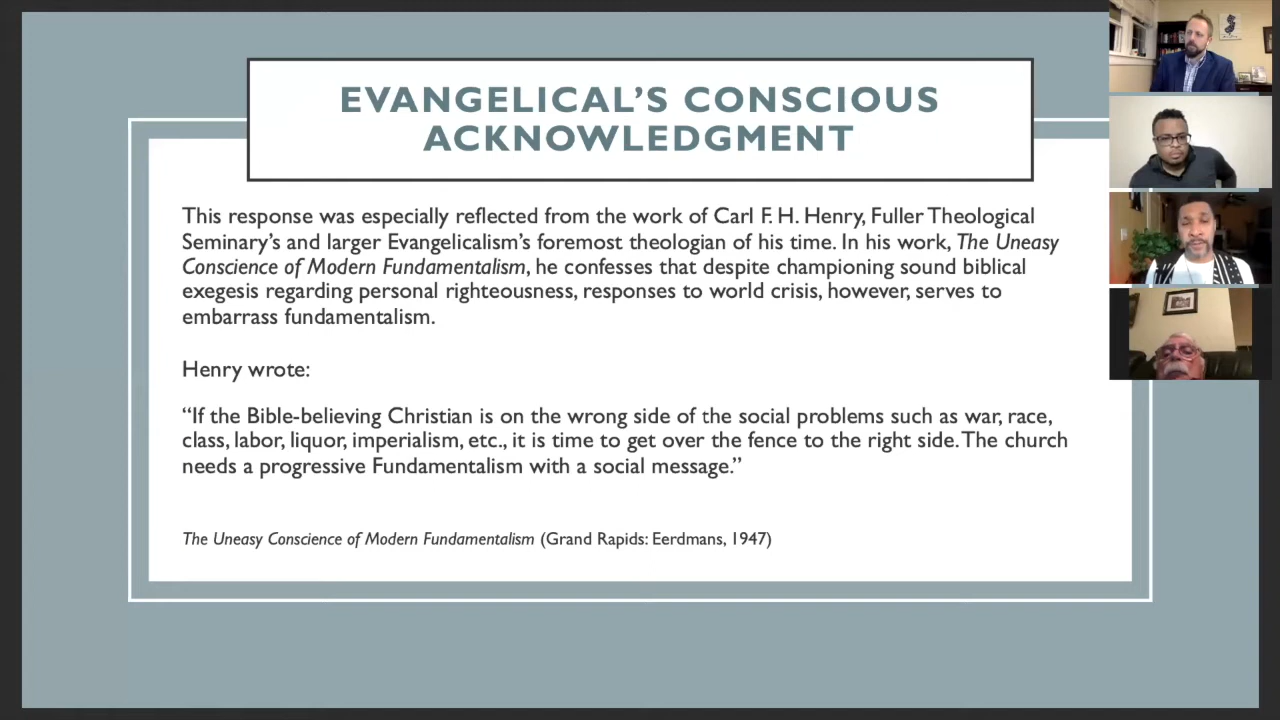 EVANGELICAL’S CONSCIOUS
ACKNOWLEDGMENT
This response was especially reflected from the work of Carl F. H. Henry, Fuller Theological
Seminary’s and larger Evangelicalism’s foremost theologian of his time. In his work, The Uneasy
Conscience of Modern Fundamentalism, he confesses that despite championing sound biblical
exegesis regarding personal righteousness, responses to world crisis, however, serves to
embarrass fundamentalism.
Henry wrote:
“If the Bible-believing Christian is on the wrong side of the social problems such as war, race,
class, labor, liquor, imperialism, etc., it is time to get over the fence to the right side. The church
needs a progressive Fundamentalism with a social message.”
The Uneasy Conscience of Modern Fundamentalism (Grand Rapids: Eerdmans, 1947)